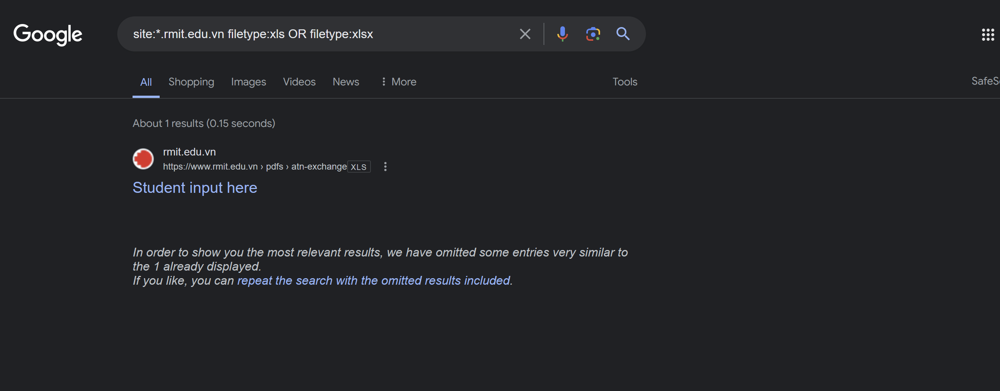 Google
site:*.rmit.edu.vn filetype:xls OR filetype:xlsx
All Shopping Images Videos News More Tools SafeS
About 1 results (0.15 seconds)
rmit.edu.vn
https://www.rmit.edu.vn › pdfs › atn-exchange XLS
Student input here
In order to show you the most relevant results, we have omitted some entries very similar to
the 1 already displayed.
If you like, you can repeat the search with the omitted results included.